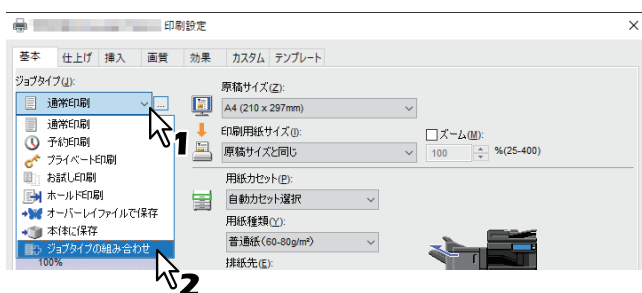 印刷設定
基本 仕上げ 挿入 画質 効果 カスタム テンプレート
ジョブタイプ(J):
通常印刷
...
通常印刷
予約印刷
プライベート印刷
お試し印刷
ホールド印刷
オーバーレイファイルで保存
本体に保存
ジョブタイプの組み合わせ
100%
1
2
原稿サイズ(Z):
A4 (210 x 297mm)
印刷用紙サイズ(I):
原稿サイズと同じ
ズーム(M):
100 %(25-400)
用紙カセット(P):
自動カセット選択
用紙種類(Y):
普通紙(60-80g/m²)
排紙先(E):